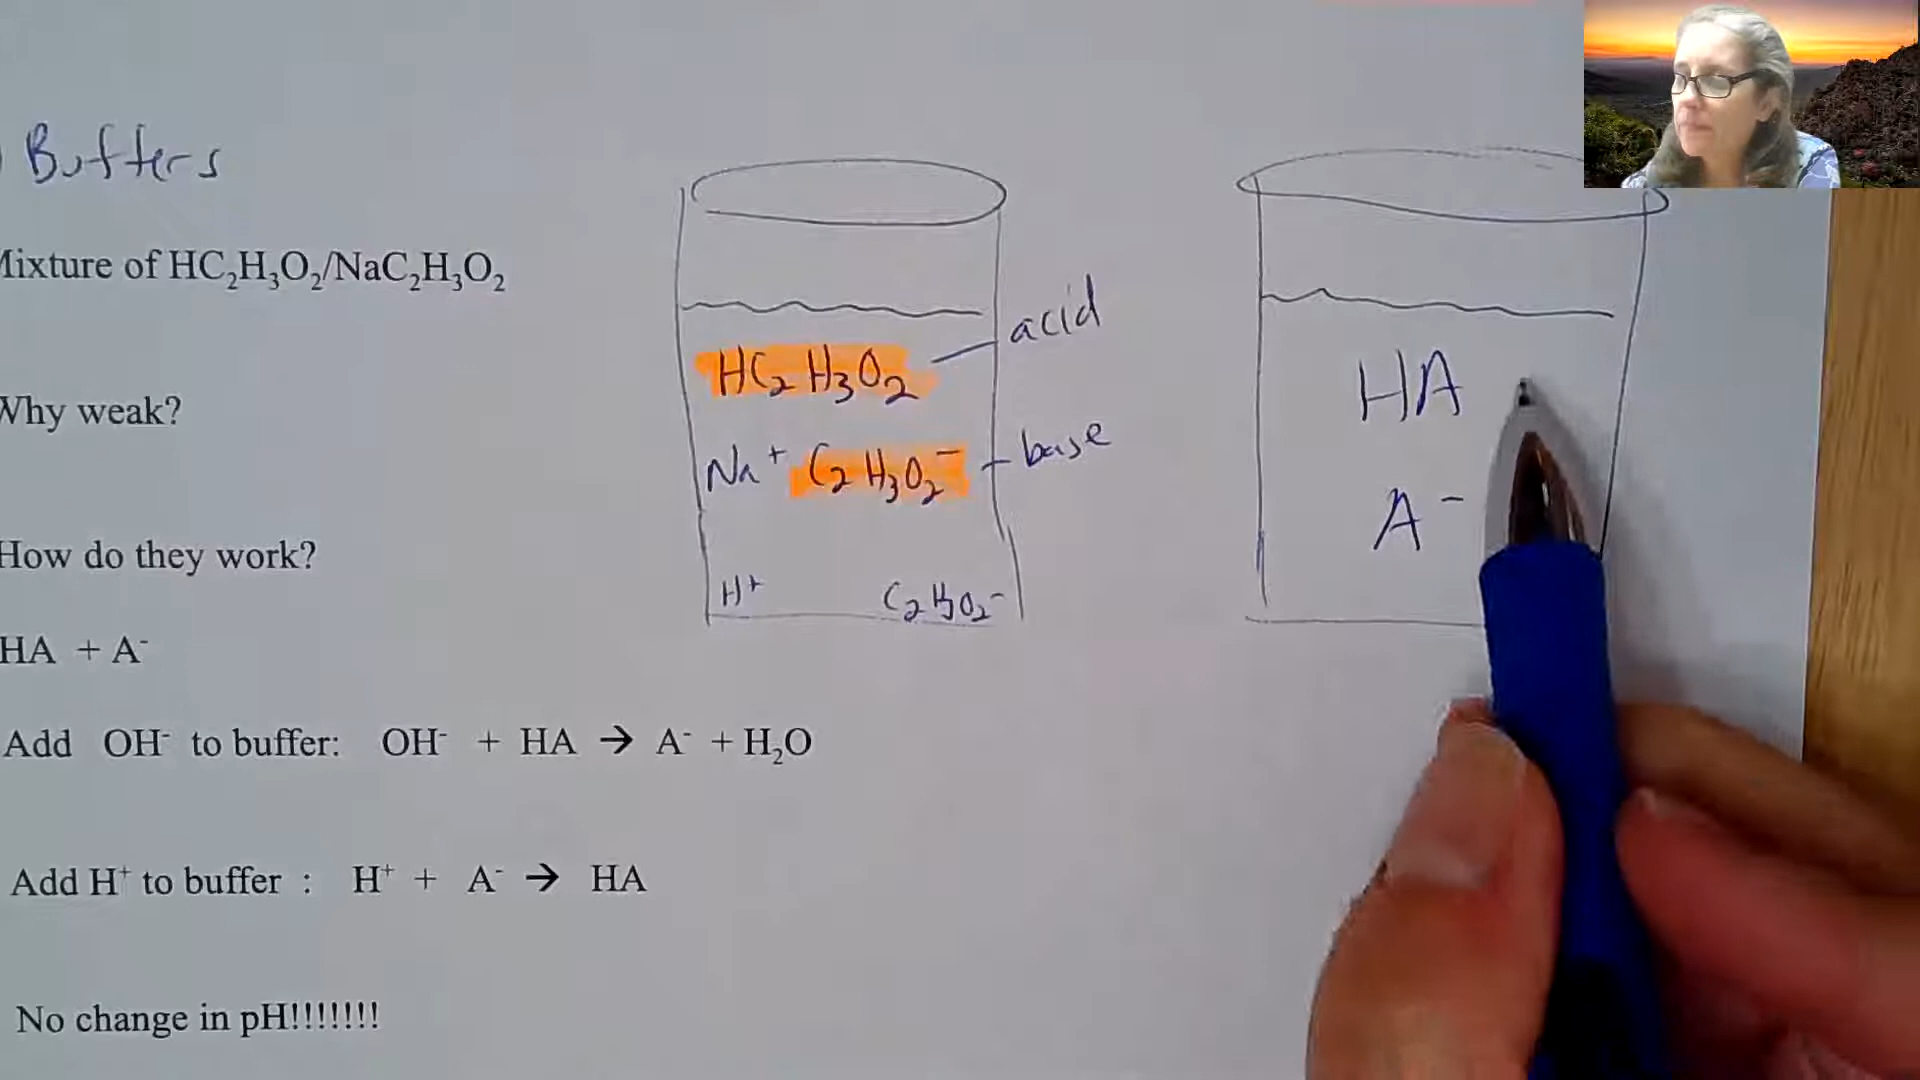 Buffers
Mixture of HC₂H₃O₂/NaC₂H₃O₂
Why weak?
How do they work?
HA + A⁻
Add OH⁻ to buffer: OH⁻ + HA → A⁻ + H₂O
Add H⁺ to buffer : H⁺ + A⁻ → HA
No change in pH!!!!!!!
HC₂H₃O₂
acid
Na⁺ C₂H₃O₂⁻
base
H⁺ C₂H₃O₂⁻
HA
A⁻